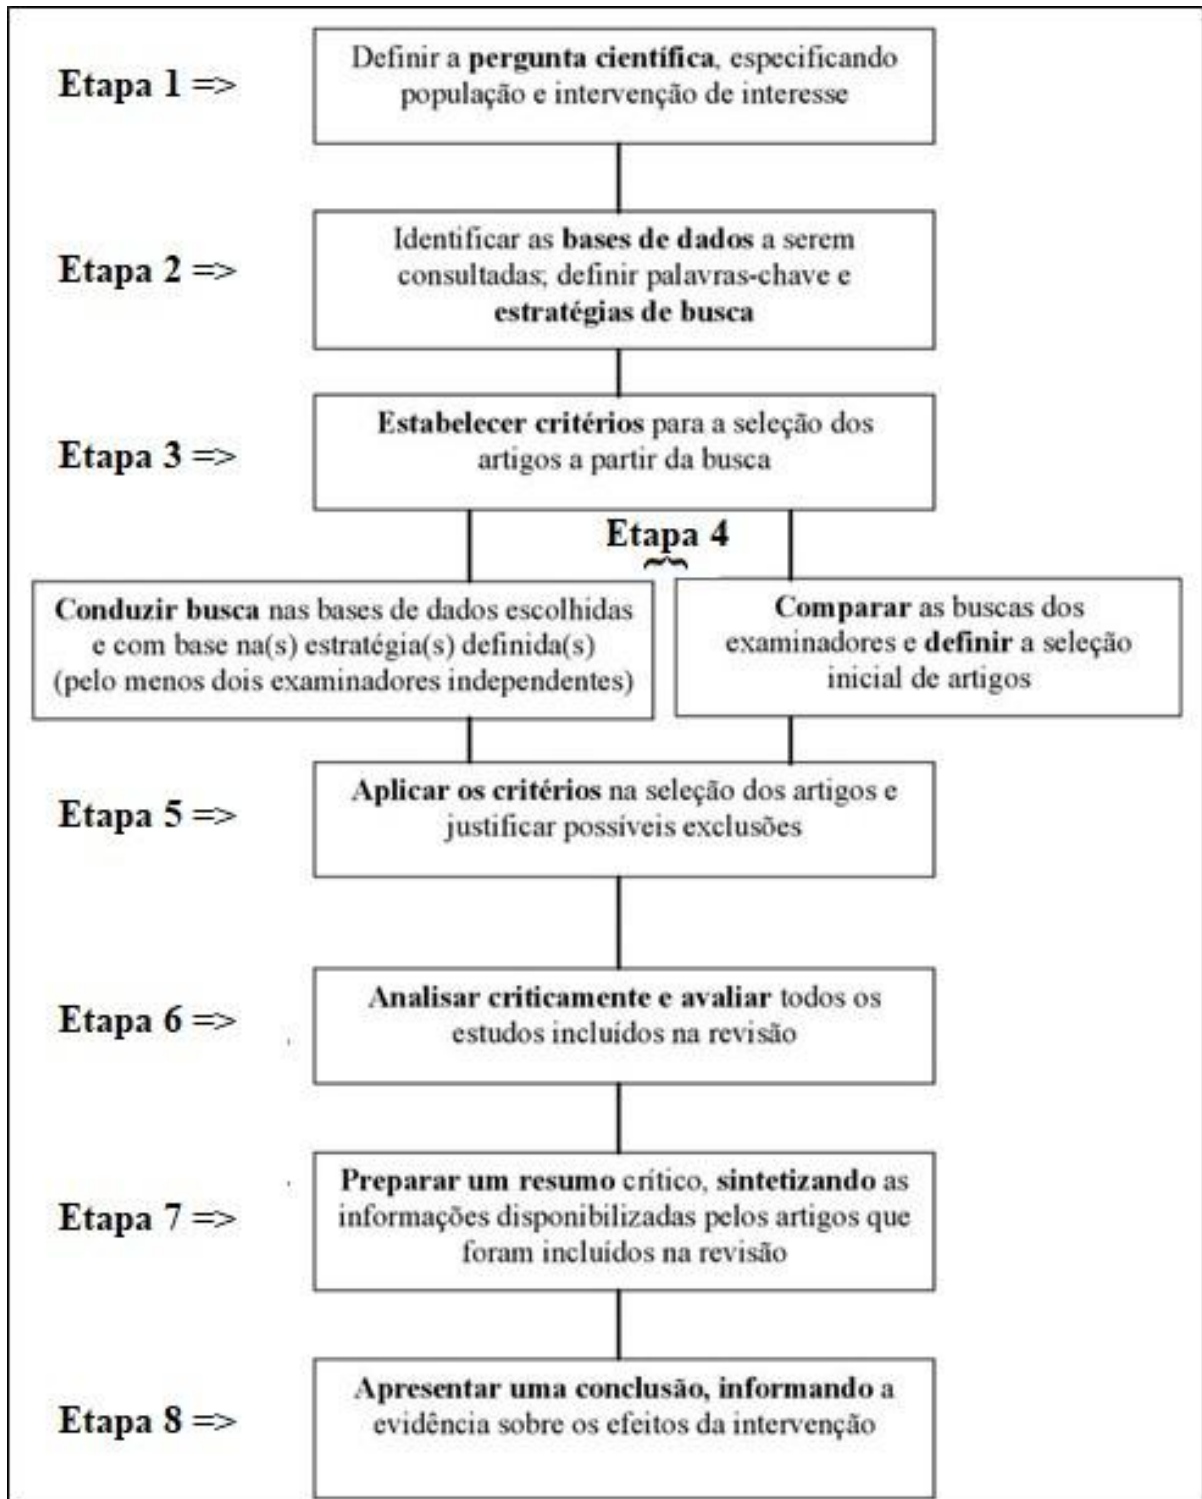 Etapa 1 =>
Definir a pergunta científica, especificando
população e intervenção de interesse
Etapa 2 =>
Identificar as bases de dados a serem
consultadas; definir palavras-chave e
estratégias de busca
Etapa 3 =>
Estabelecer critérios para a seleção dos
artigos a partir da busca
Etapa 4
Conduzir busca nas bases de dados escolhidas
e com base na(s) estratégia(s) definida(s)
(pelo menos dois examinadores independentes)
Comparar as buscas dos
examinadores e definir a seleção
inicial de artigos
Etapa 5 =>
Aplicar os critérios na seleção dos artigos e
justificar possíveis exclusões
Etapa 6 =>
Analisar criticamente e avaliar todos os
estudos incluídos na revisão
Etapa 7 =>
Preparar um resumo crítico, sintetizando as
informações disponibilizadas pelos artigos que
foram incluídos na revisão
Etapa 8 =>
Apresentar uma conclusão, informando a
evidência sobre os efeitos da intervenção